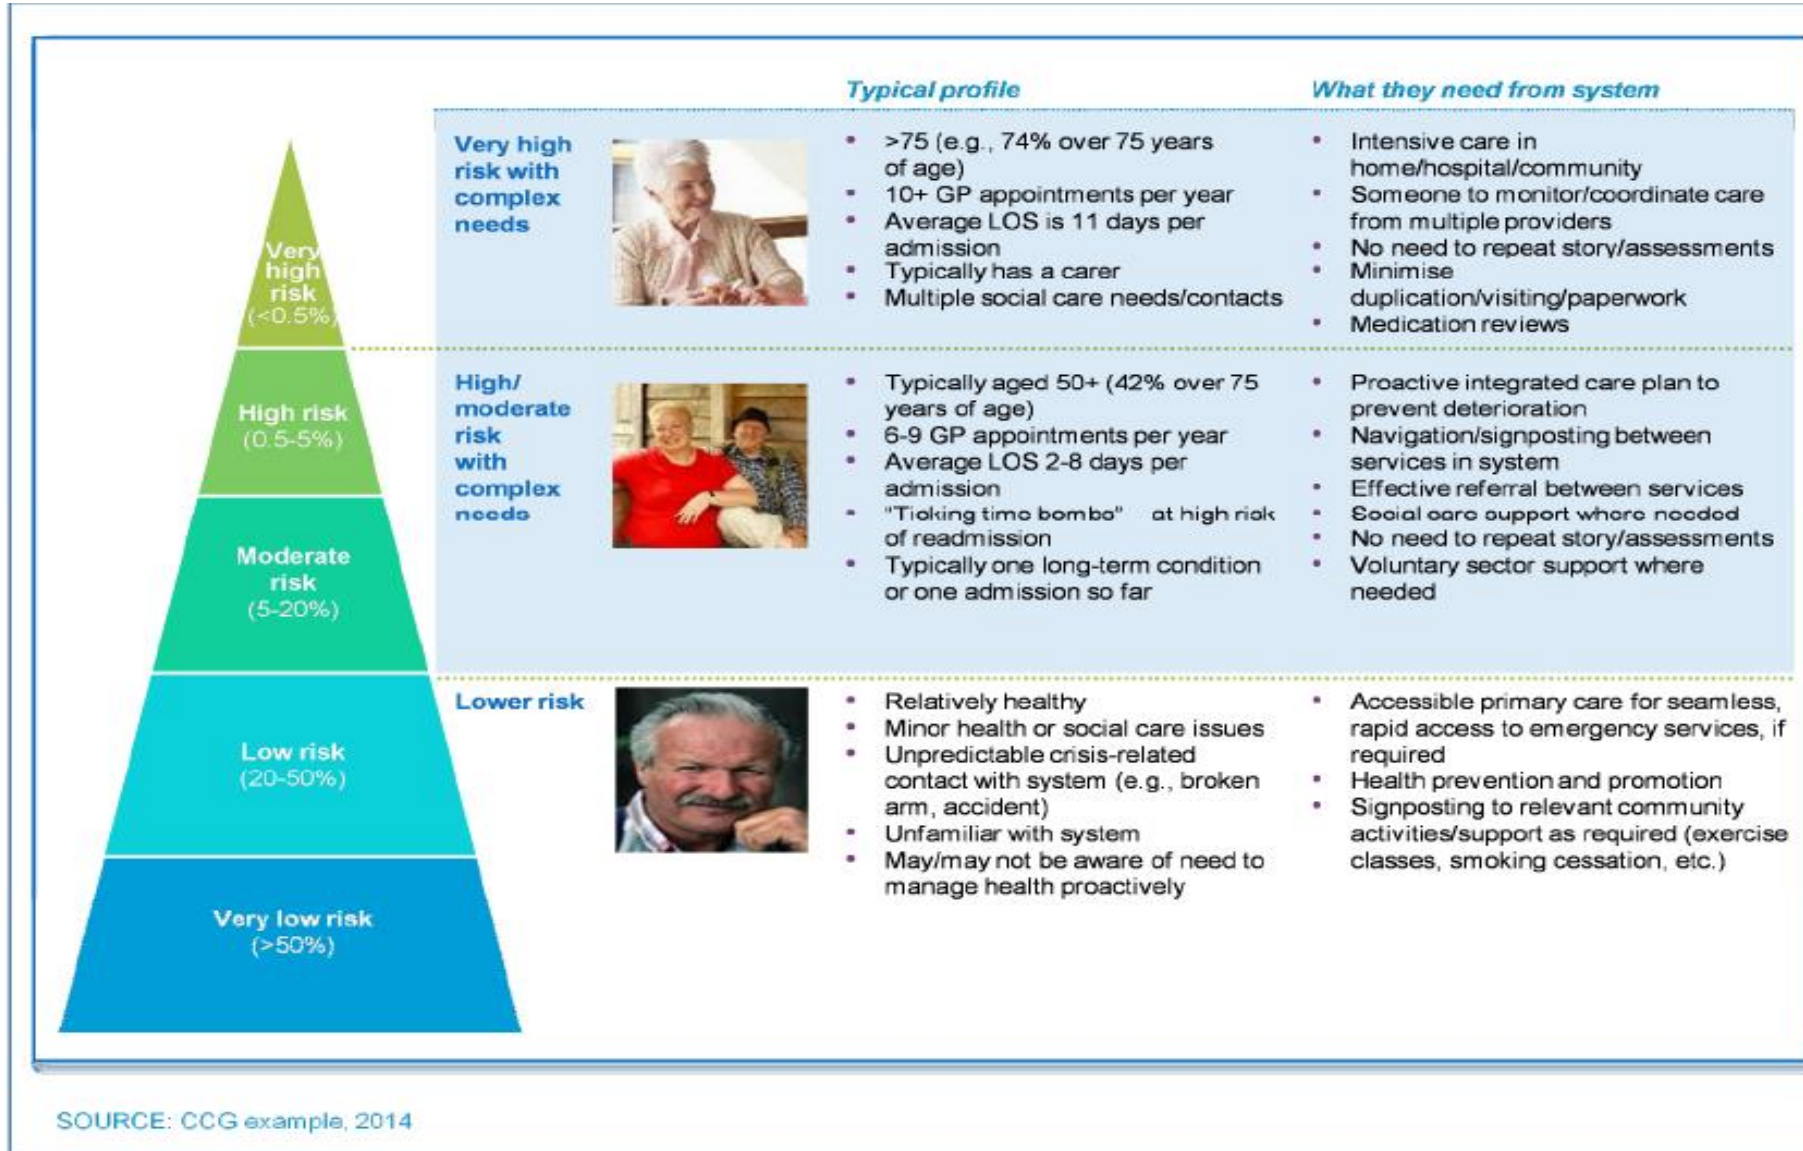 Typical profile
What they need from system
Very
high
risk
(<0.5%)
High risk
(0.5-5%)
Moderate
risk
(5-20%)
Low risk
(20-50%)
Very low risk
(>50%)
Very high
risk with
complex
needs
• >75 (e.g., 74% over 75 years
of age)
• 10+ GP appointments per year
• Average LOS is 11 days per
admission
• Typically has a carer
• Multiple social care needs/contacts
• Intensive care in
home/hospital/community
• Someone to monitor/coordinate care
from multiple providers
• No need to repeat story/assessments
• Minimise
duplication/visiting/paperwork
• Medication reviews
High/
moderate
risk
with
complex
needs
• Typically aged 50+ (42% over 75
years of age)
• 6-9 GP appointments per year
• Average LOS 2-8 days per
admission
• "Ticking time bombs" at high risk
of readmission
• Typically one long-term condition
or one admission so far
• Proactive integrated care plan to
prevent deterioration
• Navigation/signposting between
services in system
• Effective referral between services
• Social care support where needed
• No need to repeat story/assessments
• Voluntary sector support where
needed
Lower risk
• Relatively healthy
• Minor health or social care issues
• Unpredictable crisis-related
contact with system (e.g., broken
arm, accident)
• Unfamiliar with system
• May/may not be aware of need to
manage health proactively
• Accessible primary care for seamless,
rapid access to emergency services, if
required
• Health prevention and promotion
• Signposting to relevant community
activities/support as required (exercise
classes, smoking cessation, etc.)
SOURCE: CCG example, 2014